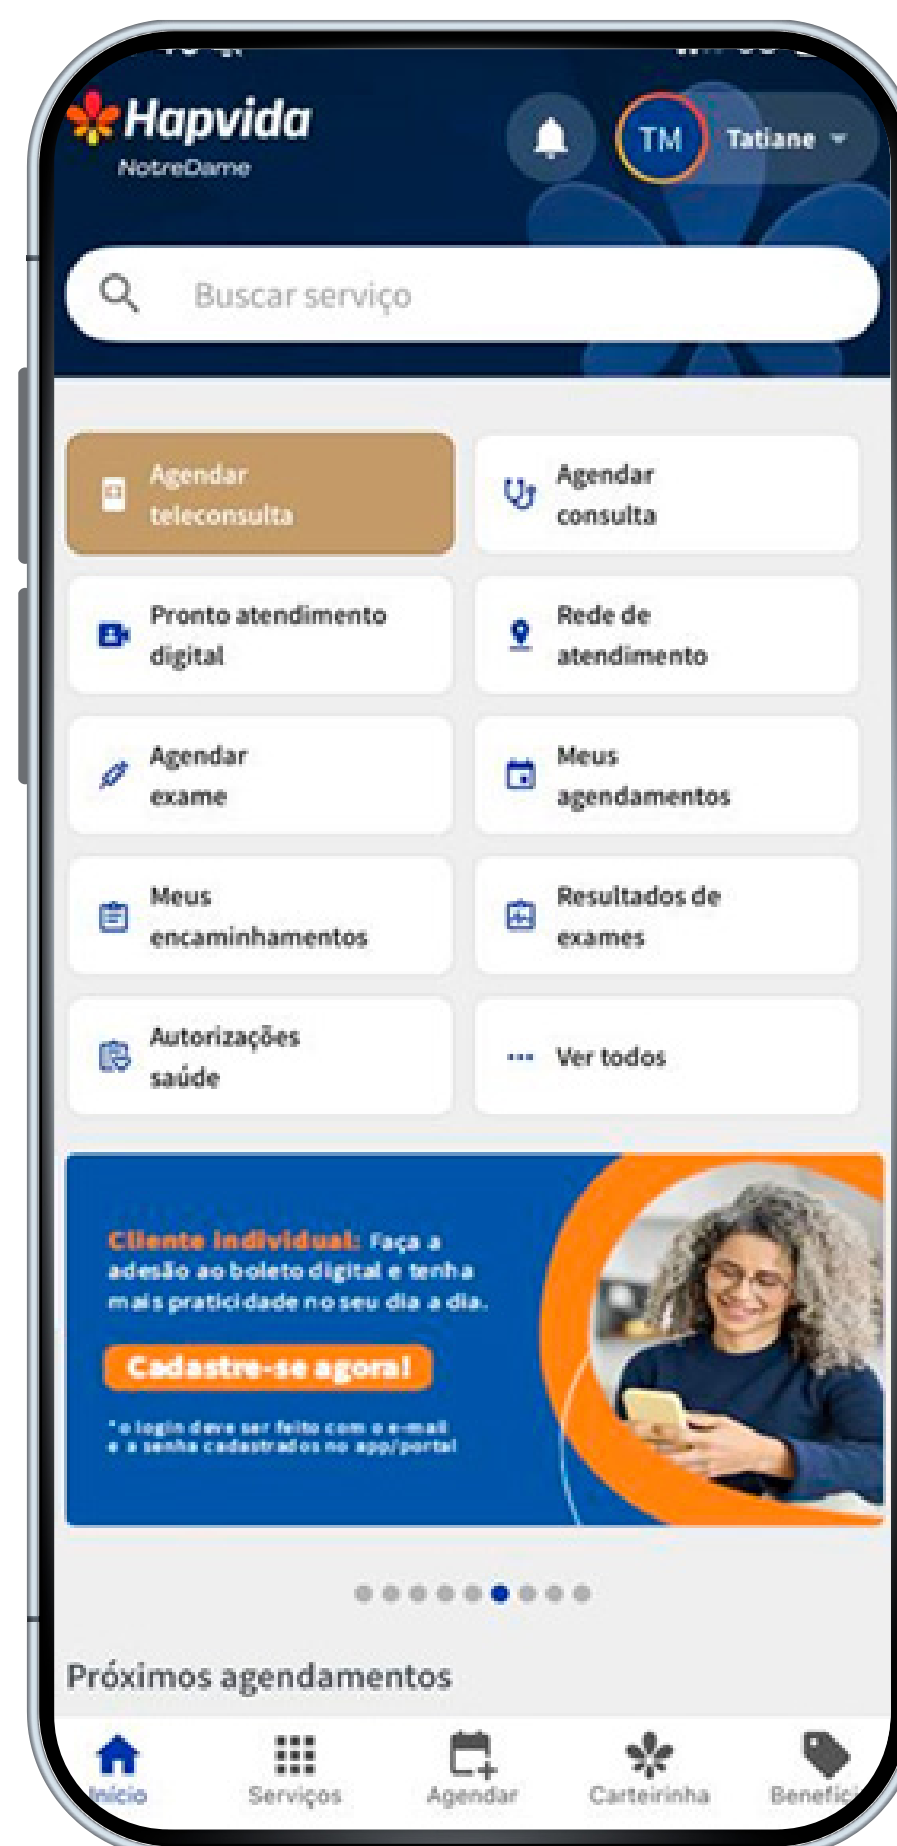 Hapvida
NotreDame
TM
Tatiane
Buscar serviço
Agendar
teleconsulta
Agendar
consulta
Pronto atendimento
digital
Rede de
atendimento
Agendar
exame
Meus
agendamentos
Meus
encaminhamentos
Resultados de
exames
Autorizações
saúde
Ver todos
Cliente individual: Faça a
adesão ao boleto digital e tenha
mais praticidade no seu dia a dia.
Cadastre-se agora!
*o login deve ser feito com o e-mail
e a senha cadastrados no app/portal
Próximos agendamentos
Início
Serviços
Agendar
Carteirinha